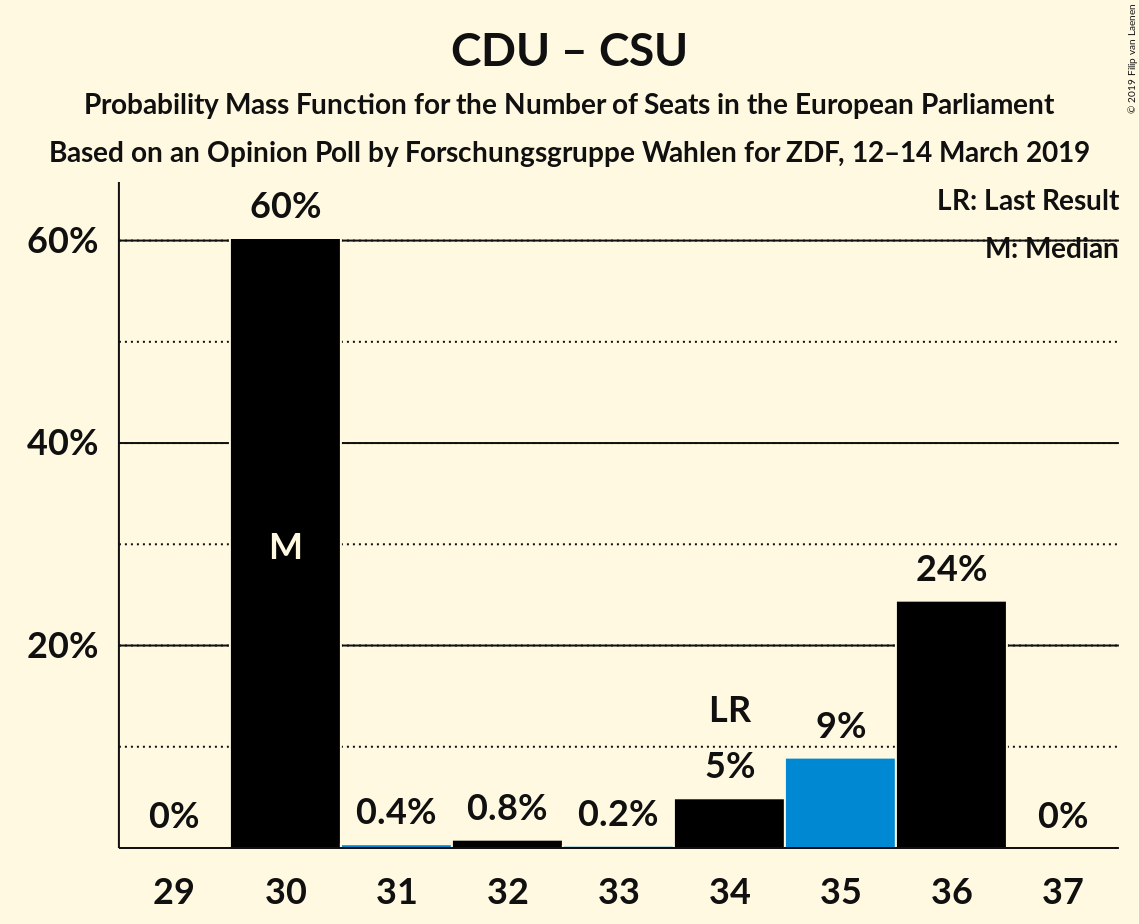 CDU – CSU
Probability Mass Function for the Number of Seats in the European Parliament
Based on an Opinion Poll by Forschungsgruppe Wahlen for ZDF, 12–14 March 2019
© 2019 Filip van Laenen
LR: Last Result
M: Median
60%
40%
20%
0%
60%
M
0.4%
0.8%
0.2%
LR
5%
9%
24%
0%
29 30 31 32 33 34 35 36 37